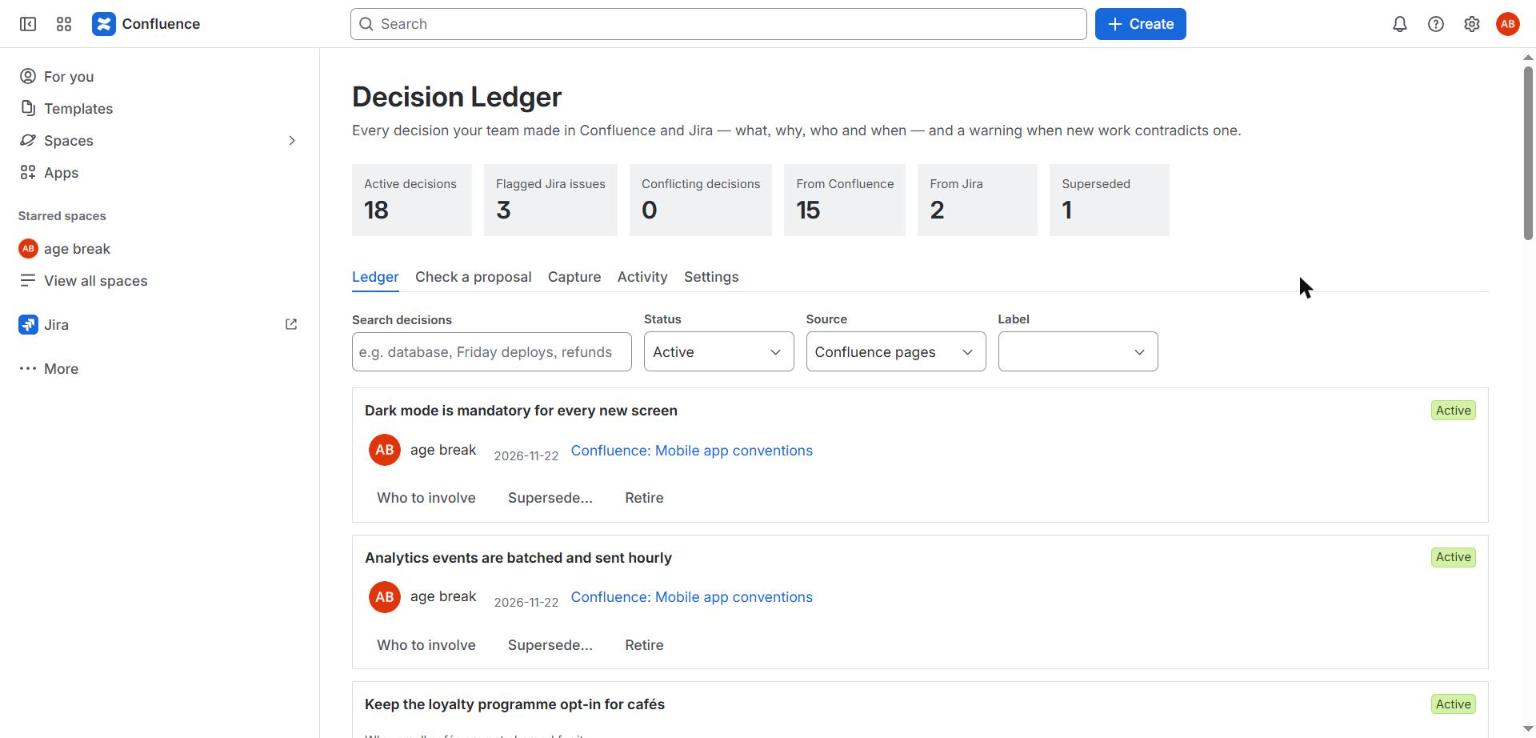 Confluence
Search
Create
AB
For you
Templates
Spaces
Apps
Starred spaces
AB age break
View all spaces
Jira
More
Decision Ledger
Every decision your team made in Confluence and Jira — what, why, who and when — and a warning when new work contradicts one.
Active decisions
18
Flagged Jira issues
3
Conflicting decisions
0
From Confluence
15
From Jira
2
Superseded
1
Ledger Check a proposal Capture Activity Settings
Search decisions
e.g. database, Friday deploys, refunds
Status
Active
Source
Confluence pages
Label
Dark mode is mandatory for every new screen
Active
AB age break 2026-11-22 Confluence: Mobile app conventions
Who to involve Supersede... Retire
Analytics events are batched and sent hourly
Active
AB age break 2026-11-22 Confluence: Mobile app conventions
Who to involve Supersede... Retire
Keep the loyalty programme opt-in for cafés
Active